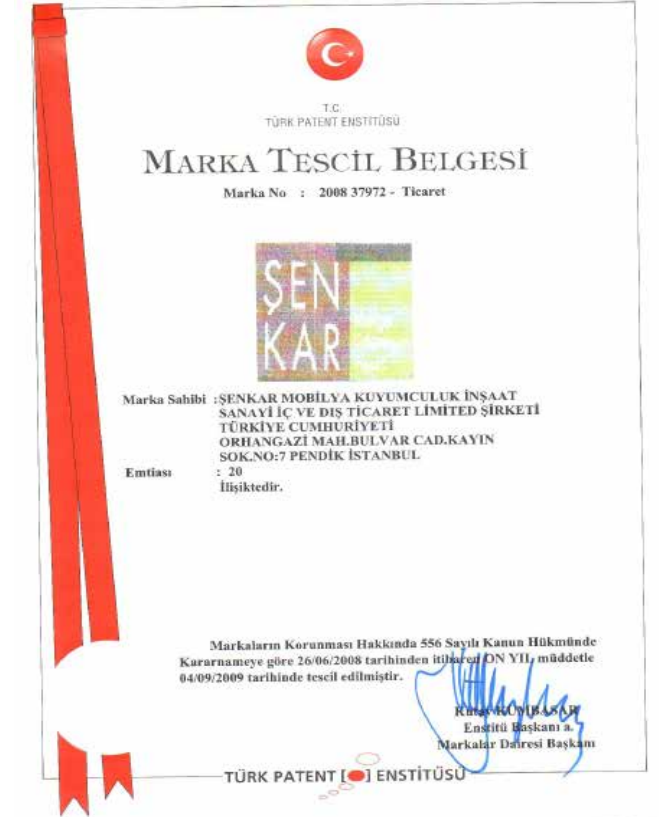 T.C.
TÜRK PATENT ENSTİTÜSÜ
MARKA TESCİL BELGESİ
Marka No : 2008 37972 - Ticaret
ŞEN
KAR
Marka Sahibi :ŞENKAR MOBİLYA KUYUMCULUK İNŞAAT
SANAYİ İÇ VE DIŞ TİCARET LİMİTED ŞİRKETİ
TÜRKİYE CUMHURİYETİ
ORHANGAZİ MAH.BULVAR CAD.KAYIN
SOK.NO:7 PENDİK İSTANBUL
Emtiası : 20
İlişiktedir.
Markaların Korunması Hakkında 556 Sayılı Kanun Hükmünde
Kararnameye göre 26/06/2008 tarihinden itibaren ON YIL müddetle
04/09/2009 tarihinde tescil edilmiştir.
KUMBASAR
Enstitü Başkanı a.
Markalar Dairesi Başkanı
TÜRK PATENT [ ] ENSTİTÜSÜ